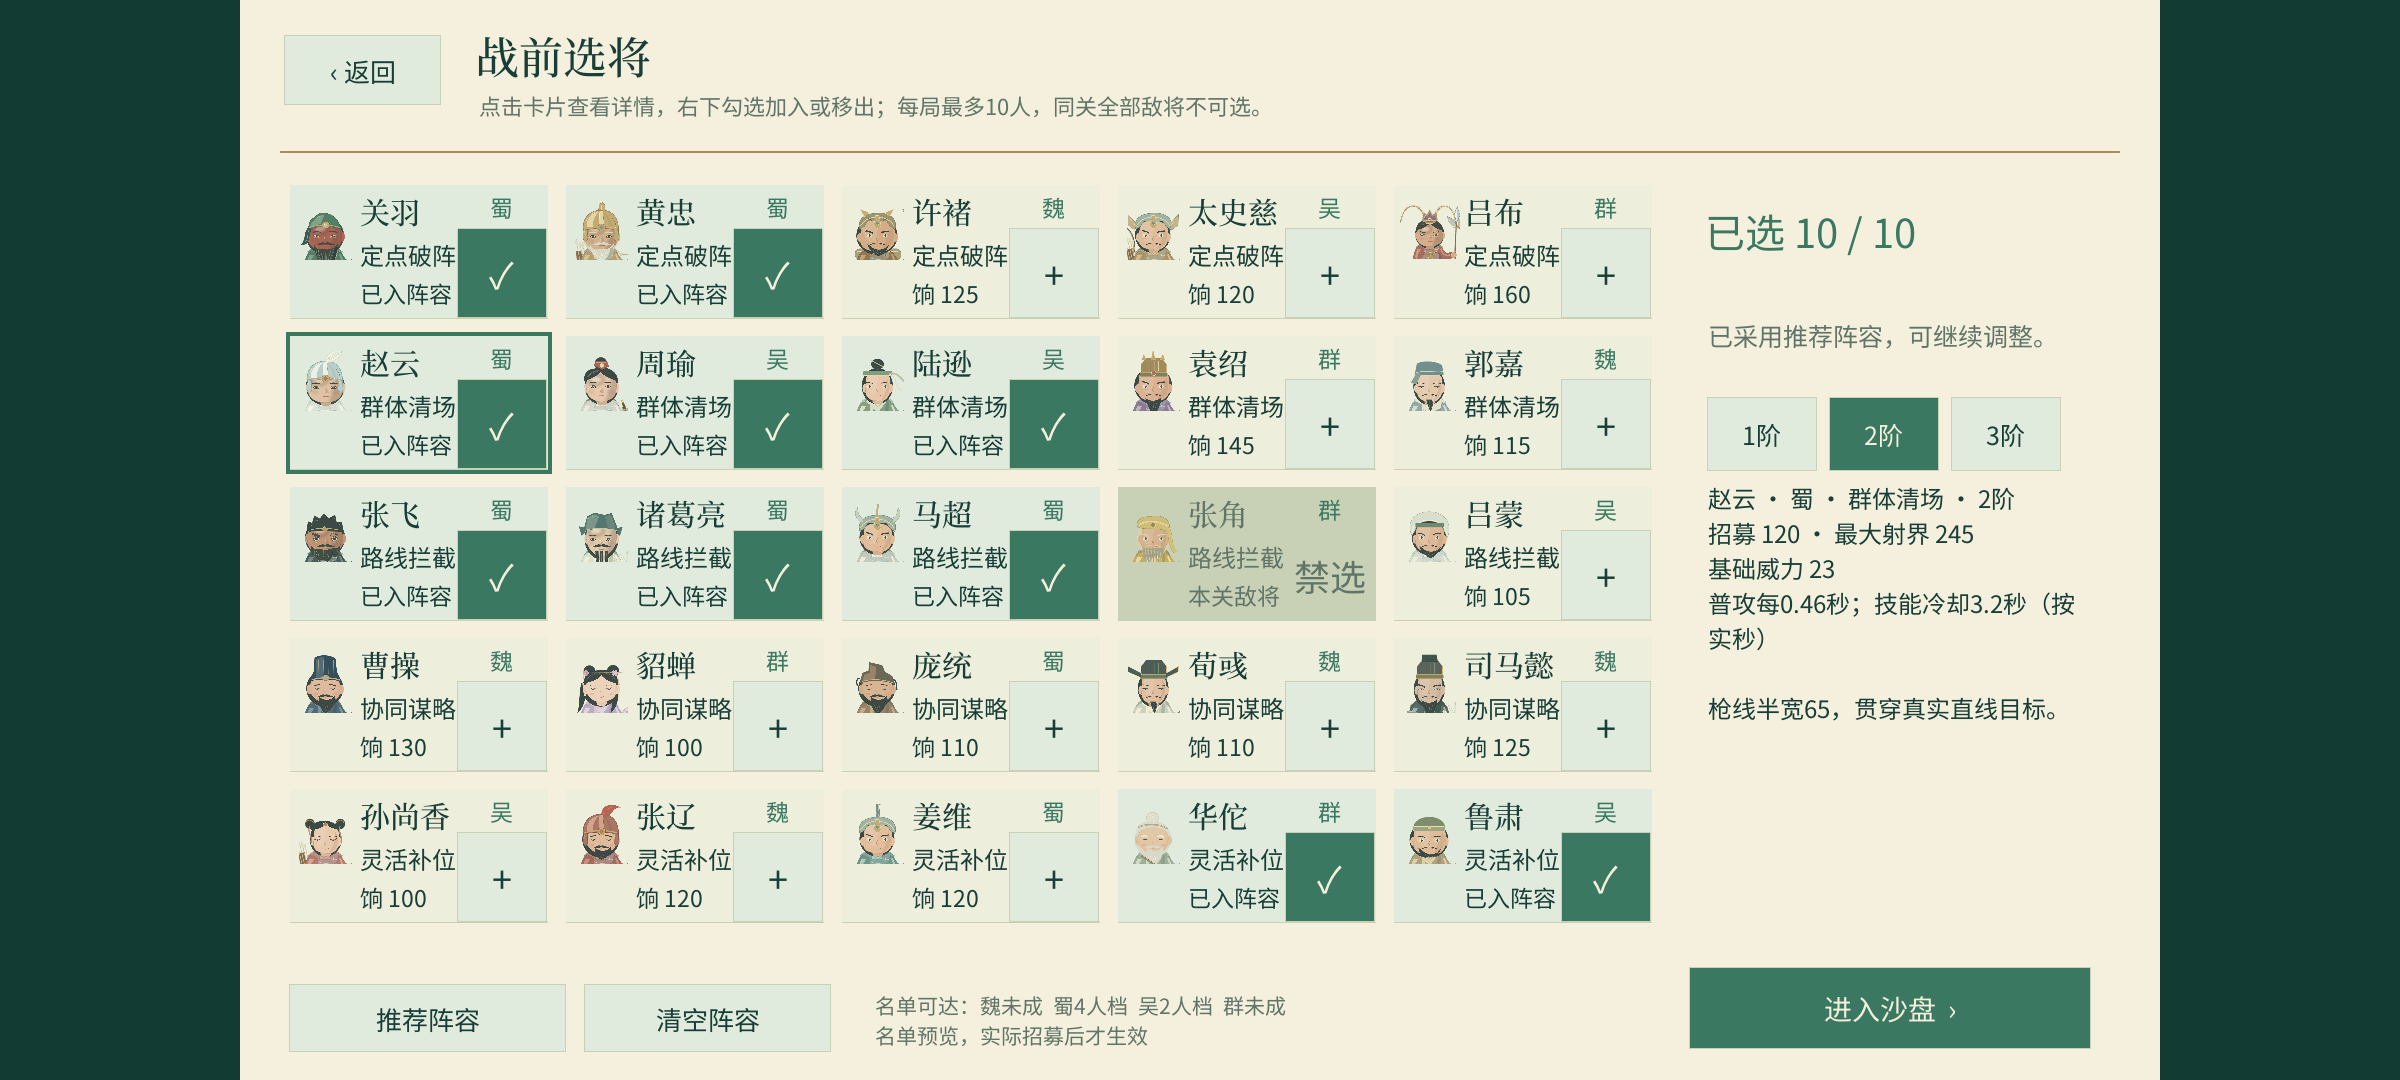 ‹ 返回
战前选将
点击卡片查看详情，右下勾选加入或移出；每局最多10人，同关全部敌将不可选。
关羽 蜀
定点破阵
已入阵容 ✓
黄忠 蜀
定点破阵
已入阵容 ✓
许褚 魏
定点破阵
饷 125 +
太史慈 吴
定点破阵
饷 120 +
吕布 群
定点破阵
饷 160 +
赵云 蜀
群体清场
已入阵容 ✓
周瑜 吴
群体清场
已入阵容 ✓
陆逊 吴
群体清场
已入阵容 ✓
袁绍 群
群体清场
饷 145 +
郭嘉 魏
群体清场
饷 115 +
张飞 蜀
路线拦截
已入阵容 ✓
诸葛亮 蜀
路线拦截
已入阵容 ✓
马超 蜀
路线拦截
已入阵容 ✓
张角 群
路线拦截
本关敌将 禁选
吕蒙 吴
路线拦截
饷 105 +
曹操 魏
协同谋略
饷 130 +
貂蝉 群
协同谋略
饷 100 +
庞统 蜀
协同谋略
饷 110 +
荀彧 魏
协同谋略
饷 110 +
司马懿 魏
协同谋略
饷 125 +
孙尚香 吴
灵活补位
饷 100 +
张辽 魏
灵活补位
饷 120 +
姜维 蜀
灵活补位
饷 120 +
华佗 群
灵活补位
已入阵容 ✓
鲁肃 吴
灵活补位
已入阵容 ✓
已选 10 / 10
已采用推荐阵容，可继续调整。
1阶 2阶 3阶
赵云 · 蜀 · 群体清场 · 2阶
招募 120 · 最大射界 245
基础威力 23
普攻每0.46秒；技能冷却3.2秒（按
实秒）
枪线半宽65，贯穿真实直线目标。
推荐阵容
清空阵容
名单可达：魏未成 蜀4人档 吴2人档 群未成
名单预览，实际招募后才生效
进入沙盘 ›